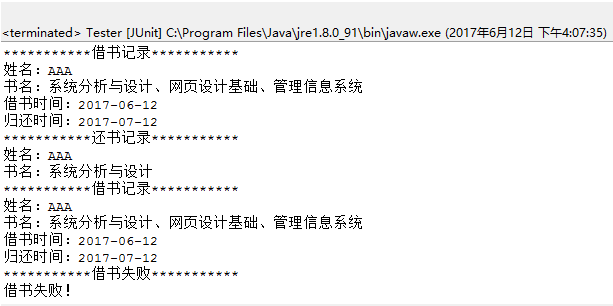 <terminated> Tester [JUnit] C:\Program Files\Java\jre1.8.0_91\bin\javaw.exe (2017年6月12日 下午4:07:35)
***********借书记录***********
姓名：AAA
书名：系统分析与设计、网页设计基础、管理信息系统
借书时间：2017-06-12
归还时间：2017-07-12
***********还书记录***********
姓名：AAA
书名：系统分析与设计
***********借书记录***********
姓名：AAA
书名：系统分析与设计、网页设计基础、管理信息系统
借书时间：2017-06-12
归还时间：2017-07-12
***********借书失败***********
借书失败！